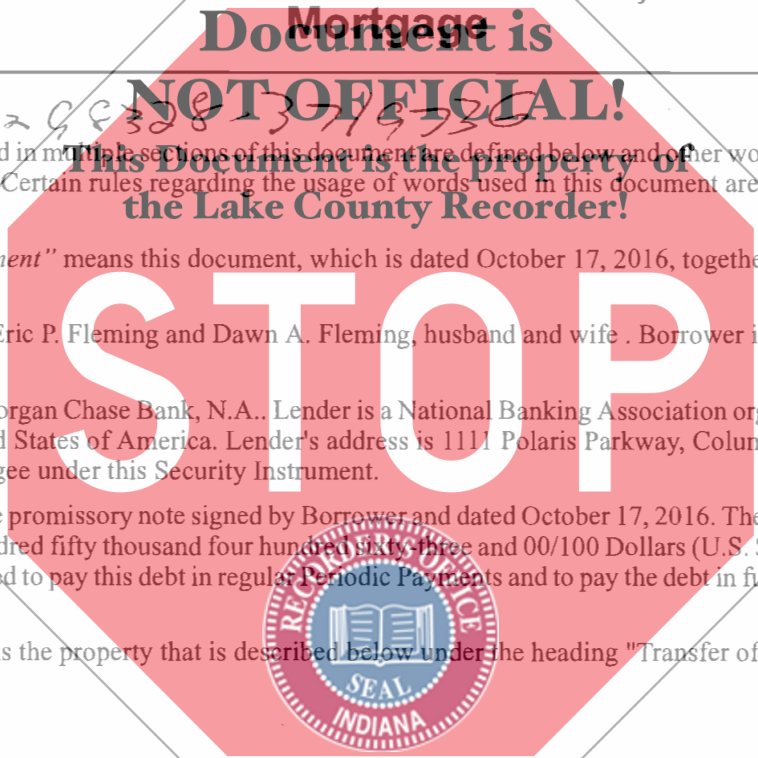 Mortgage
Document is
NOT OFFICIAL!
This Document is the property of
the Lake County Recorder!
d in multiple sections of this document are defined below and other wo
Certain rules regarding the usage of words used in this document are
ment" means this document, which is dated October 17, 2016, togethe
Eric P. Fleming and Dawn A. Fleming, husband and wife . Borrower i
STOP
organ Chase Bank, N.A.. Lender is a National Banking Association org
d States of America. Lender's address is 1111 Polaris Parkway, Colum
gee under this Security Instrument.
e promissory note signed by Borrower and dated October 17, 2016. The
dred fifty thousand four hundred sixty-three and 00/100 Dollars (U.S. $
d to pay this debt in regular Periodic Payments and to pay the debt in fu
s the property that is described below under the heading "Transfer of
RECORDER'S OFFICE
SEAL
INDIANA